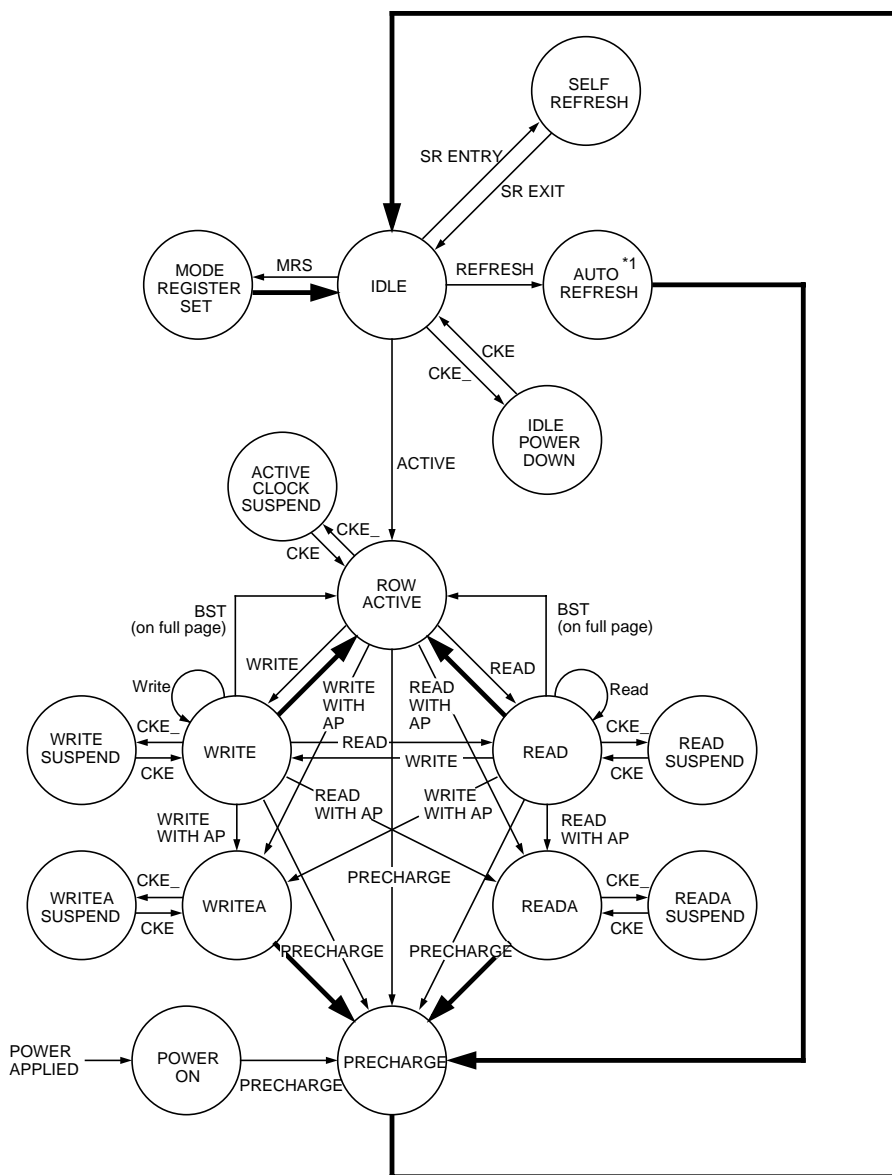 SELF
REFRESH
SR ENTRY
SR EXIT
MODE
REGISTER
SET
MRS
IDLE
REFRESH
*1
AUTO
REFRESH
CKE
CKE_
IDLE
POWER
DOWN
ACTIVE
ACTIVE
CLOCK
SUSPEND
CKE_
CKE
ROW
ACTIVE
BST
(on full page)
BST
(on full page)
WRITE
READ
Write
WRITE
WITH
AP
READ
WITH
AP
Read
WRITE
SUSPEND
CKE_
CKE
WRITE
READ
WRITE
READ
CKE_
CKE
READ
SUSPEND
WRITE
WITH AP
READ
WITH AP
WRITE
WITH AP
READ
WITH AP
WRITEA
SUSPEND
CKE_
CKE
WRITEA
PRECHARGE
READA
CKE_
CKE
READA
SUSPEND
PRECHARGE
PRECHARGE
POWER
APPLIED
POWER
ON
PRECHARGE
PRECHARGE